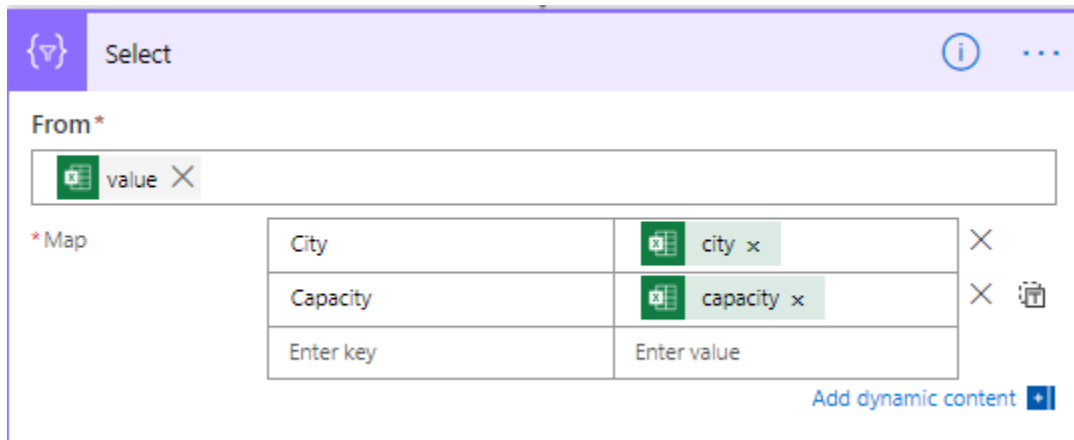 Select
From*
value
*Map
City city
Capacity capacity
Enter key Enter value
Add dynamic content